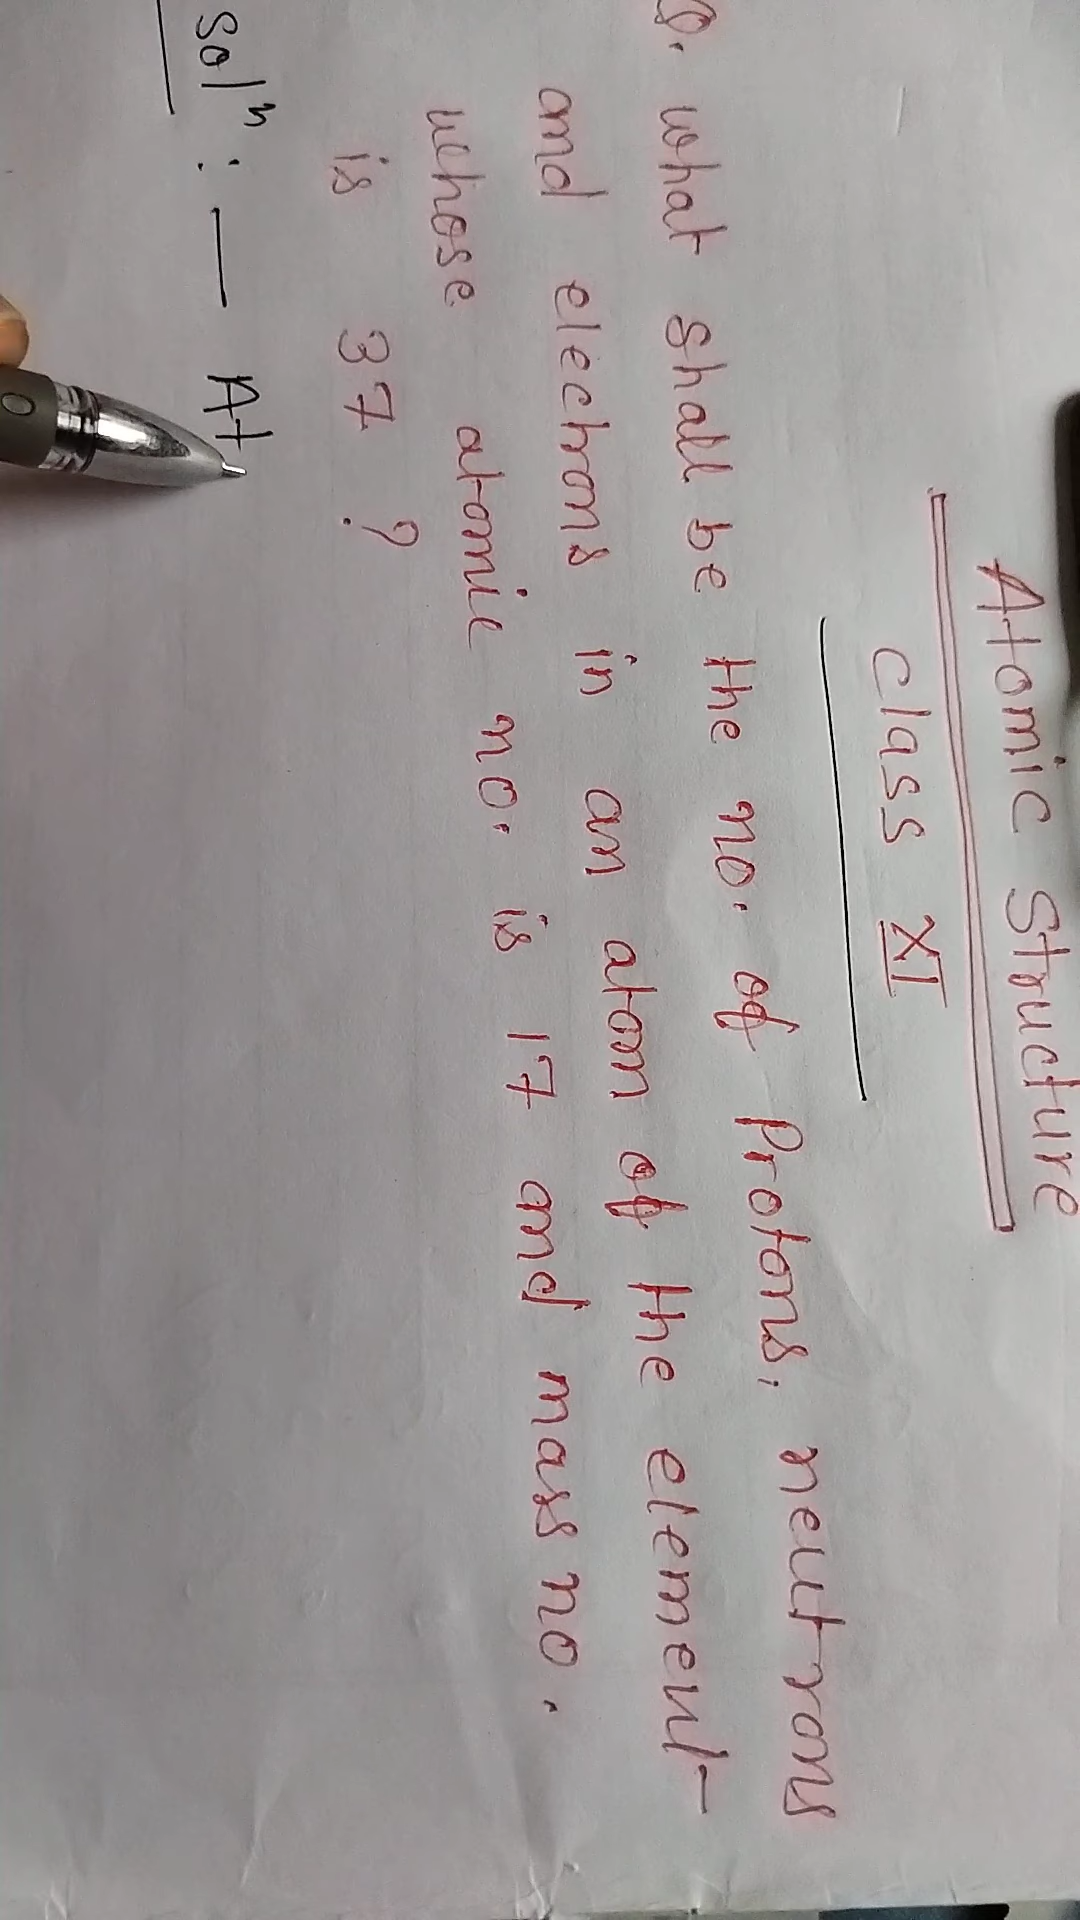 Atomic Structure
Class XI
Q. what shall be the no. of Protons, neutrons
and electrons in an atom of the element
whose atomic no. is 17 and mass no.
is 37 ?
Solⁿ : — At